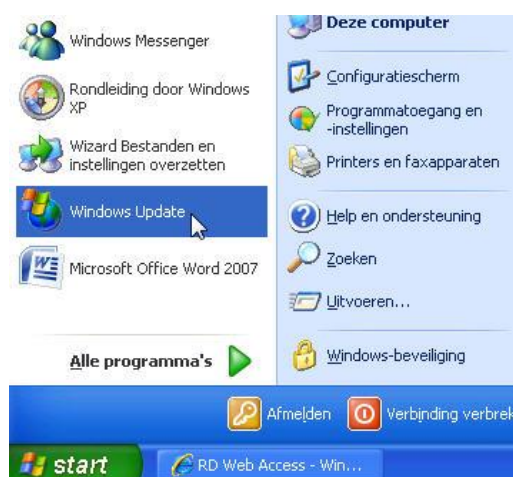 Windows Messenger
Rondleiding door Windows
XP
Wizard Bestanden en
instellingen overzetten
Windows Update
Microsoft Office Word 2007
Alle programma's
Deze computer
Configuratiescherm
Programmatoegang en
-instellingen
Printers en faxapparaten
Help en ondersteuning
Zoeken
Uitvoeren...
Windows-beveiliging
Afmelden
Verbinding verbrek
start
RD Web Access - Win...